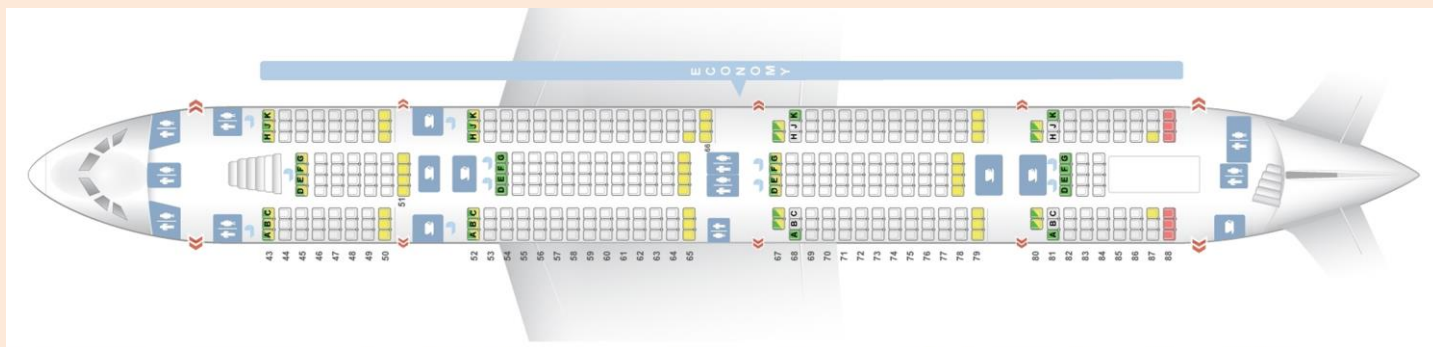 ECONOMY
H J K H J K H J K H J K
66
D E F G D E F G D E F G D E F G
51
A B C A B C A B C A B C
43 44 45 46 47 48 49 50 52 53 54 55 56 57 58 59 60 61 62 63 64 65 67 68 69 70 71 72 73 74 75 76 77 78 79 80 81 82 83 84 85 86 87 88